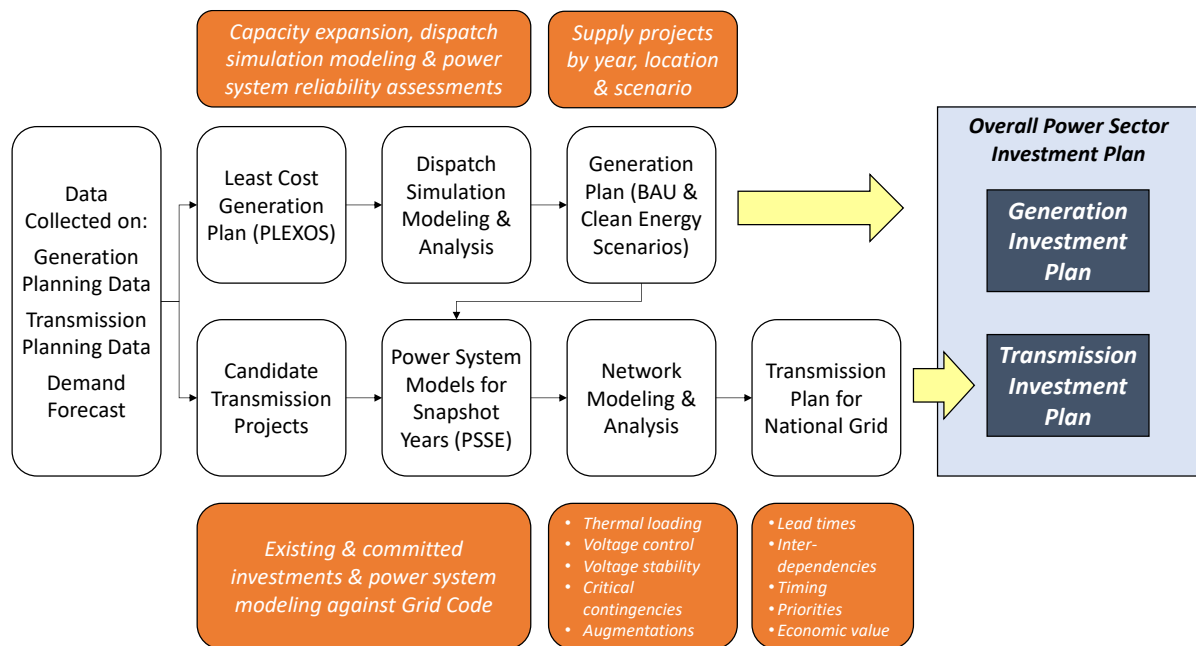 Capacity expansion, dispatch
simulation modeling & power
system reliability assessments
Supply projects
by year, location
& scenario
Data
Collected on:
Generation
Planning Data
Transmission
Planning Data
Demand
Forecast
Least Cost
Generation
Plan (PLEXOS)
Dispatch
Simulation
Modeling &
Analysis
Generation
Plan (BAU &
Clean Energy
Scenarios)
Candidate
Transmission
Projects
Power System
Models for
Snapshot
Years (PSSE)
Network
Modeling &
Analysis
Transmission
Plan for
National Grid
Overall Power Sector
Investment Plan
Generation
Investment
Plan
Transmission
Investment
Plan
Existing & committed
investments & power system
modeling against Grid Code
• Thermal loading
• Voltage control
• Voltage stability
• Critical
contingencies
• Augmentations
• Lead times
• Inter-
dependencies
• Timing
• Priorities
• Economic value